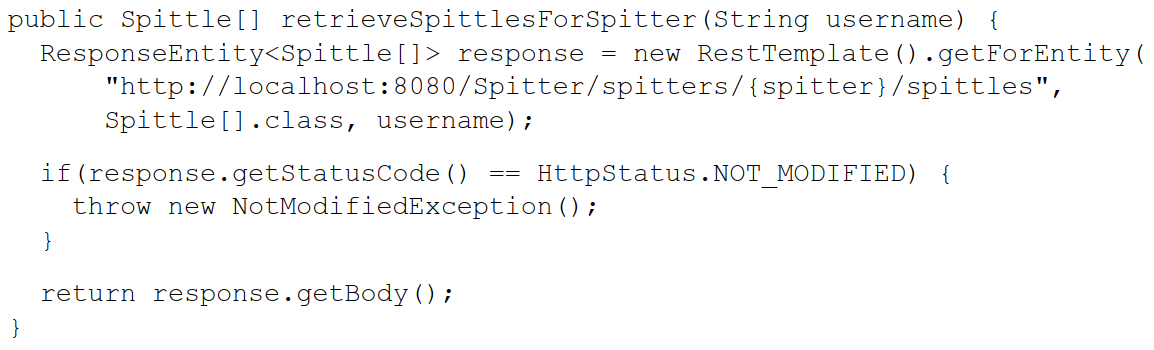 public Spittle[] retrieveSpittlesForSpitter(String username) {
  ResponseEntity<Spittle[]> response = new RestTemplate().getForEntity(
      "http://localhost:8080/Spitter/spitters/{spitter}/spittles",
      Spittle[].class, username);
  if(response.getStatusCode() == HttpStatus.NOT_MODIFIED) {
    throw new NotModifiedException();
  }
  return response.getBody();
}